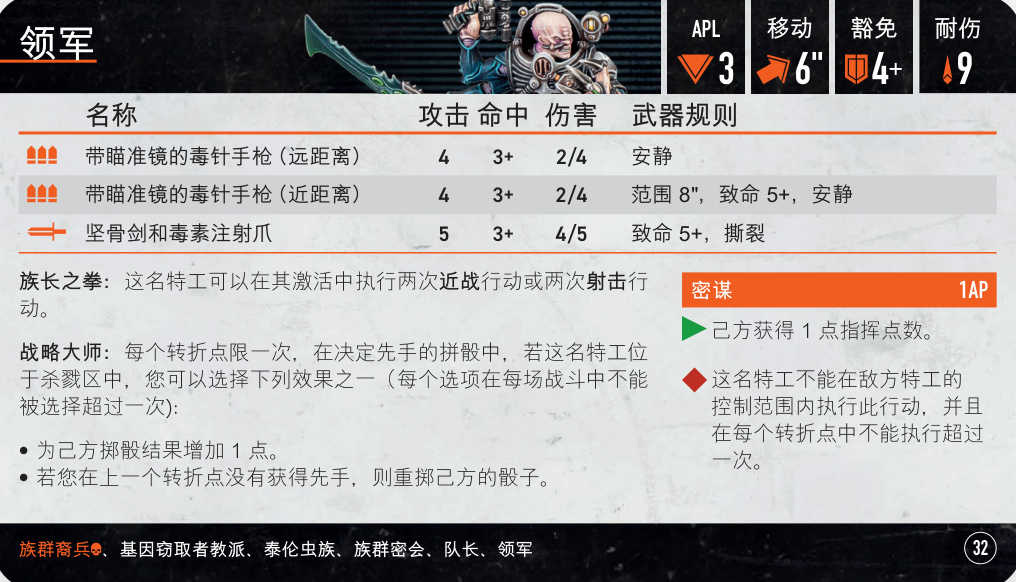 领军
APL 移动 豁免 耐伤
3 6" 4+ 9
名称 攻击 命中 伤害 武器规则
带瞄准镜的毒针手枪（远距离） 4 3+ 2/4 安静
带瞄准镜的毒针手枪（近距离） 4 3+ 2/4 范围 8"，致命 5+，安静
坚骨剑和毒素注射爪 5 3+ 4/5 致命 5+，撕裂
族长之拳：这名特工可以在其激活中执行两次近战行动或两次射击行
动。
战略大师：每个转折点限一次，在决定先手的拼骰中，若这名特工位
于杀戮区中，您可以选择下列效果之一（每个选项在每场战斗中不能
被选择超过一次）:
• 为己方掷骰结果增加 1 点。
• 若您在上一个转折点没有获得先手，则重掷己方的骰子。
密谋 1AP
己方获得 1 点指挥点数。
这名特工不能在敌方特工的
控制范围内执行此行动，并且
在每个转折点中不能执行超过
一次。
族群裔兵、基因窃取者教派、泰伦虫族、族群密会、队长、领军
32